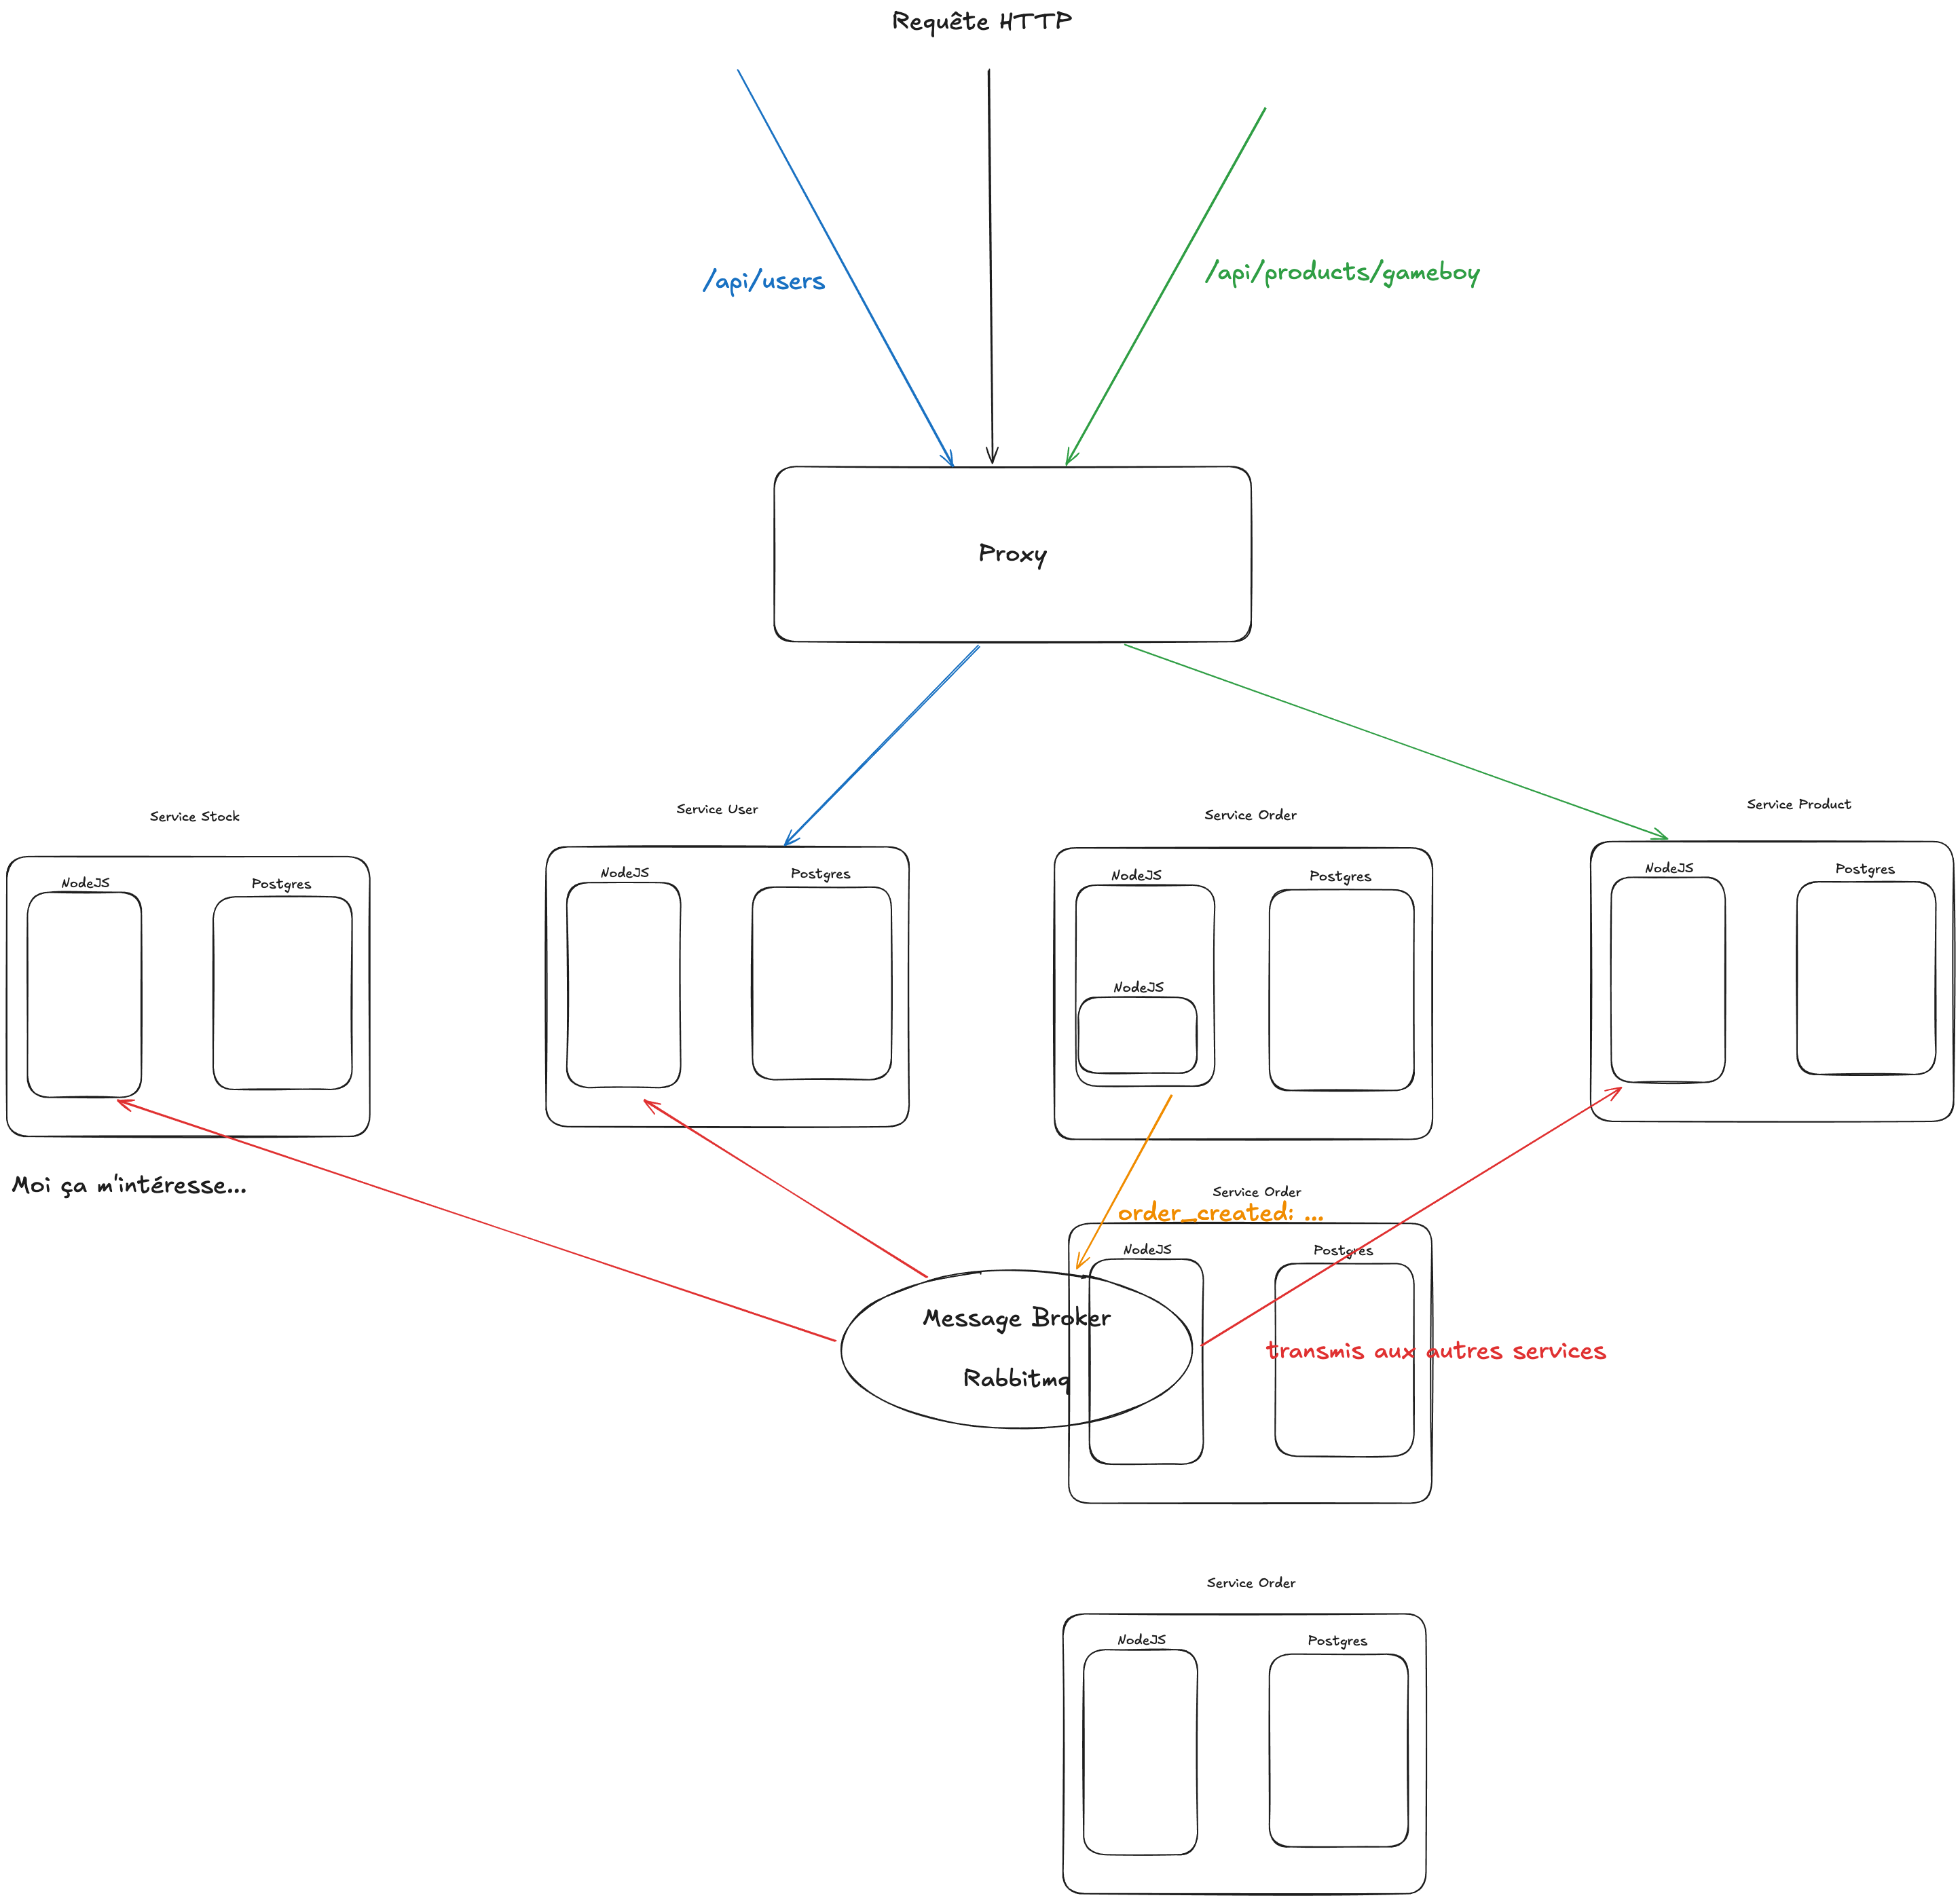 Requête HTTP
/api/users
/api/products/gameboy
Proxy
Service Stock
Service User
Service Order
Service Product
NodeJS
Postgres
NodeJS
Postgres
NodeJS
Postgres
NodeJS
Postgres
NodeJS
Moi ça m'intéresse...
Service Order
order_created: ...
NodeJS
Postgres
Message Broker
Rabbitmq
transmis aux autres services
Service Order
NodeJS
Postgres